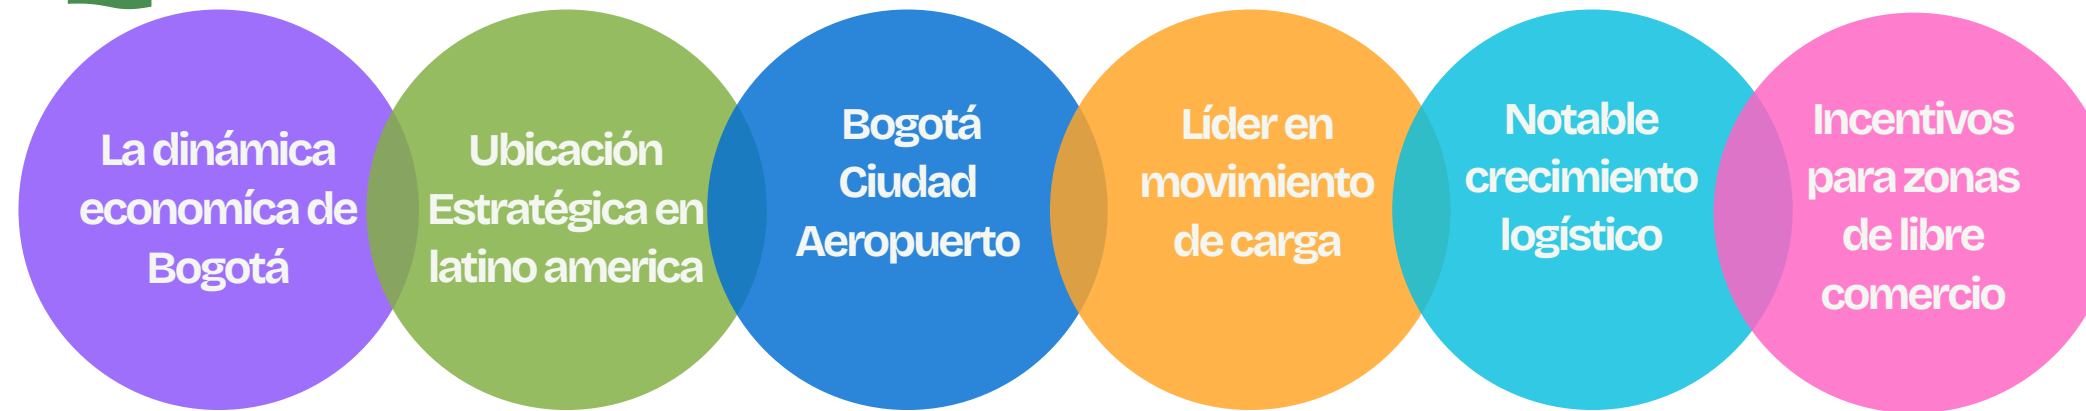 La dinámica
economíca de
Bogotá
Ubicación
Estratégica en
latino america
Bogotá
Ciudad
Aeropuerto
Líder en
movimiento
de carga
Notable
crecimiento
logístico
Incentivos
para zonas
de libre
comercio